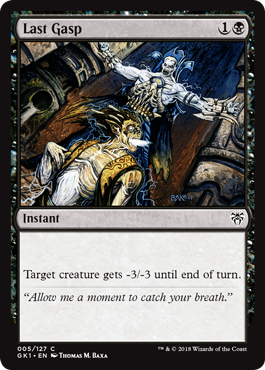 Last Gasp 1
Instant
Target creature gets -3/-3 until end of turn.
“Allow me a moment to catch your breath.”
005/127 C
GK1 • EN THOMAS M. BAXA
™ & © 2018 Wizards of the Coast